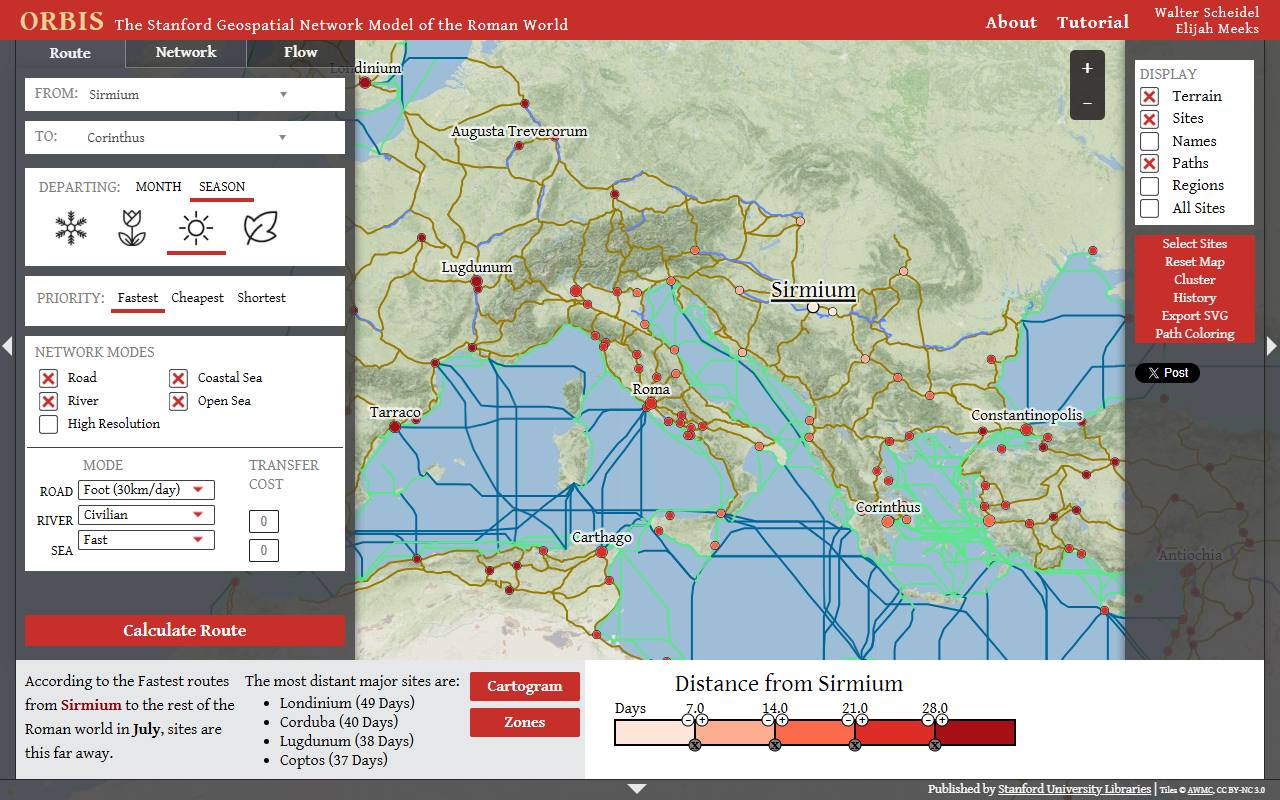 ORBIS The Stanford Geospatial Network Model of the Roman World
About Tutorial
Walter Scheidel
Elijah Meeks
Route Network Flow
FROM: Sirmium
TO: Corinthus
DEPARTING: MONTH SEASON
PRIORITY: Fastest Cheapest Shortest
NETWORK MODES
Road Coastal Sea
River Open Sea
High Resolution
MODE TRANSFER COST
ROAD Foot (30km/day)
RIVER Civilian 0
SEA Fast 0
Calculate Route
Londinium
Augusta Treverorum
Lugdunum
Sirmium
Roma
Tarraco
Constantinopolis
Corinthus
Carthago
Antiochia
+
−
DISPLAY
Terrain
Sites
Names
Paths
Regions
All Sites
Select Sites
Reset Map
Cluster
History
Export SVG
Path Coloring
X Post
According to the Fastest routes
from Sirmium to the rest of the
Roman world in July, sites are
this far away.
The most distant major sites are:
• Londinium (49 Days)
• Corduba (40 Days)
• Lugdunum (38 Days)
• Coptos (37 Days)
Cartogram
Zones
Distance from Sirmium
Days 7.0 14.0 21.0 28.0
− + − + − + − +
X X X X
Published by Stanford University Libraries | Tiles © AWMC, CC BY-NC 3.0